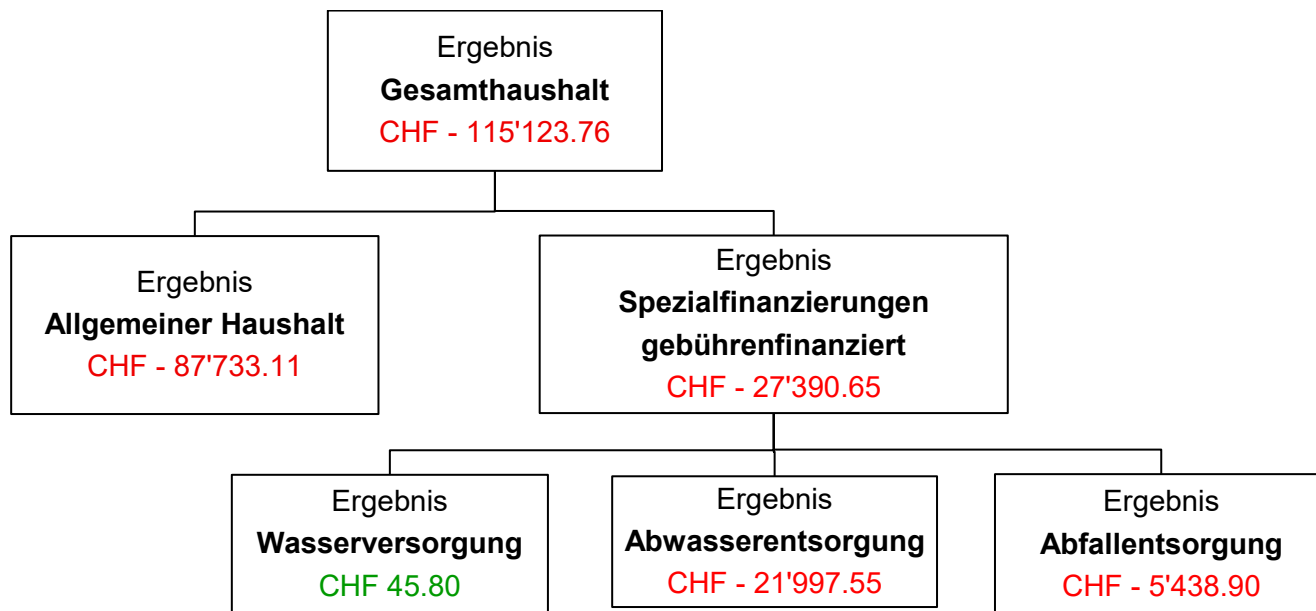 Ergebnis
Gesamthaushalt
CHF - 115'123.76
Ergebnis
Allgemeiner Haushalt
CHF - 87'733.11
Ergebnis
Spezialfinanzierungen
gebührenfinanziert
CHF - 27'390.65
Ergebnis
Wasserversorgung
CHF 45.80
Ergebnis
Abwasserentsorgung
CHF - 21'997.55
Ergebnis
Abfallentsorgung
CHF - 5'438.90